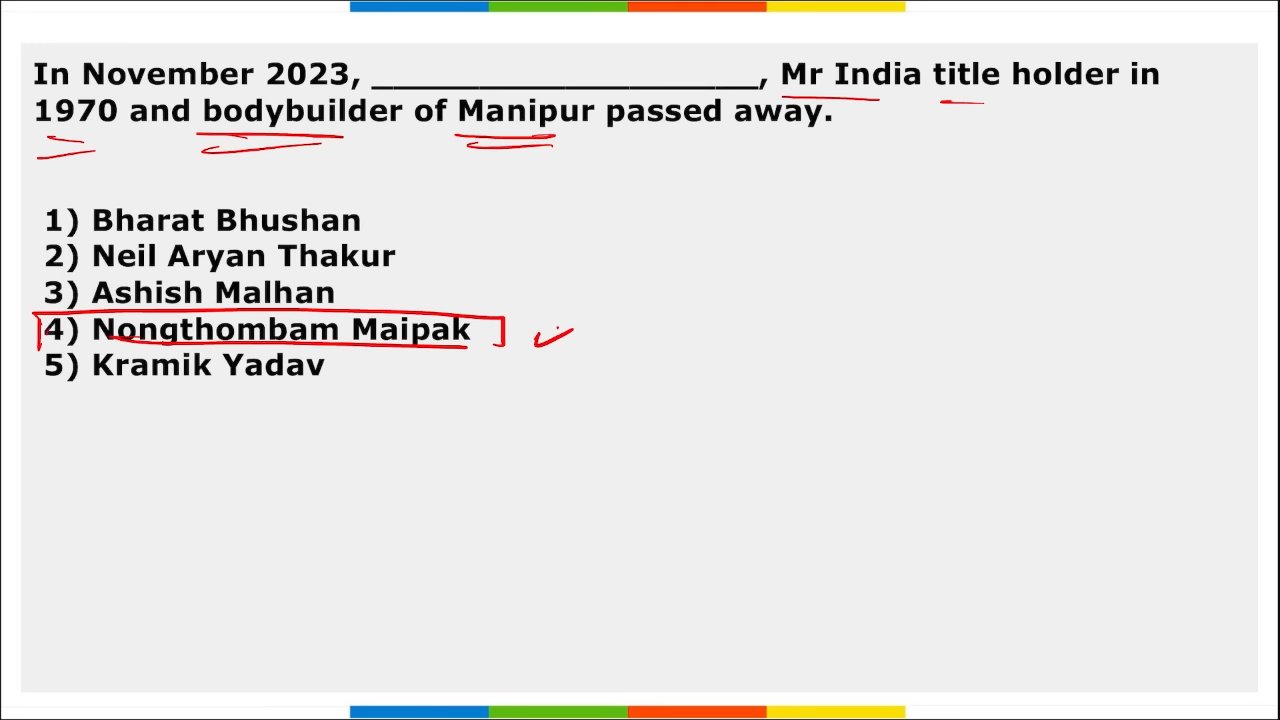 In November 2023, __________________, Mr India title holder in
1970 and bodybuilder of Manipur passed away.
1) Bharat Bhushan
2) Neil Aryan Thakur
3) Ashish Malhan
4) Nongthombam Maipak
5) Kramik Yadav